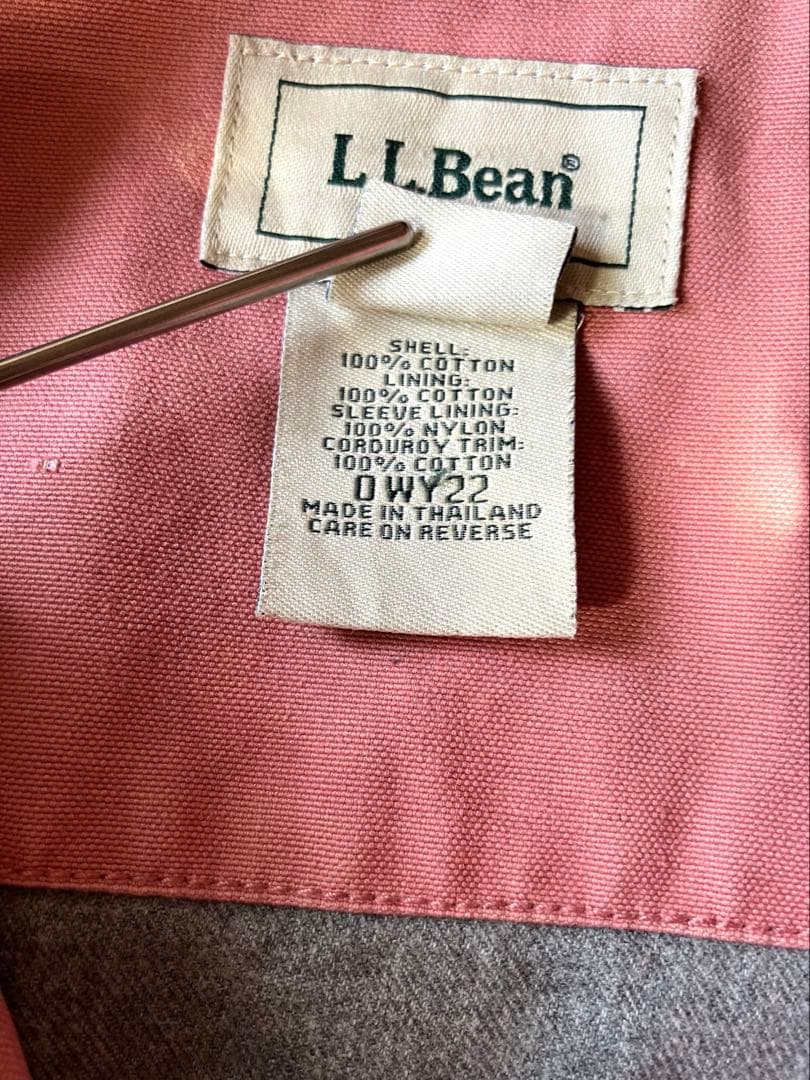 L.L.Bean®
SHELL:
100% COTTON
LINING:
100% COTTON
SLEEVE LINING:
100% NYLON
CORDUROY TRIM:
100% COTTON
0WY22
MADE IN THAILAND
CARE ON REVERSE